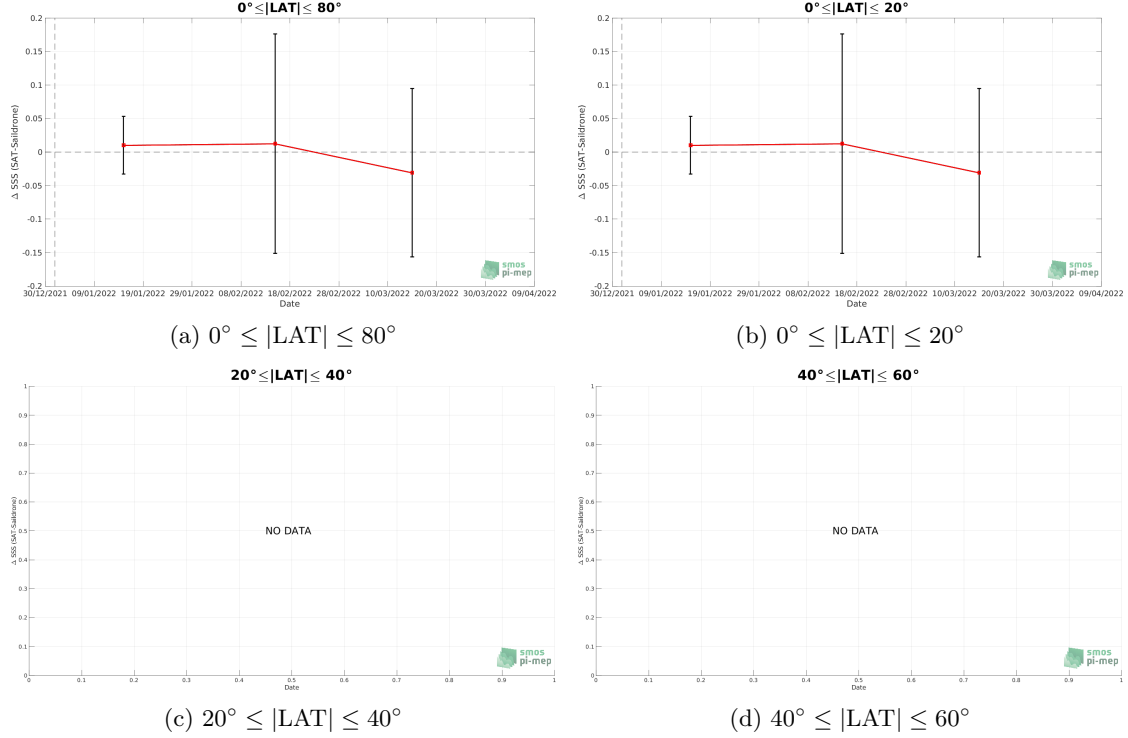 0°≤|LAT|≤ 80°
0.2
0.15
0.1
0.05
0
-0.05
-0.1
-0.15
-0.2
Δ SSS (SAT-Saildrone)
30/12/2021 09/01/2022 19/01/2022 29/01/2022 08/02/2022 18/02/2022 28/02/2022 10/03/2022 20/03/2022 30/03/2022 09/04/2022
Date
smos
pi-mep
(a) 0° ≤ |LAT| ≤ 80°
0°≤|LAT|≤ 20°
0.2
0.15
0.1
0.05
0
-0.05
-0.1
-0.15
-0.2
Δ SSS (SAT-Saildrone)
30/12/2021 09/01/2022 19/01/2022 29/01/2022 08/02/2022 18/02/2022 28/02/2022 10/03/2022 20/03/2022 30/03/2022 09/04/2022
Date
smos
pi-mep
(b) 0° ≤ |LAT| ≤ 20°
20°≤|LAT|≤ 40°
1
0.9
0.8
0.7
0.6
0.5
0.4
0.3
0.2
0.1
0
Δ SSS (SAT-Saildrone)
NO DATA
0 0.1 0.2 0.3 0.4 0.5 0.6 0.7 0.8 0.9 1
Date
smos
pi-mep
(c) 20° ≤ |LAT| ≤ 40°
40°≤|LAT|≤ 60°
1
0.9
0.8
0.7
0.6
0.5
0.4
0.3
0.2
0.1
0
Δ SSS (SAT-Saildrone)
NO DATA
0 0.1 0.2 0.3 0.4 0.5 0.6 0.7 0.8 0.9 1
Date
smos
pi-mep
(d) 40° ≤ |LAT| ≤ 60°